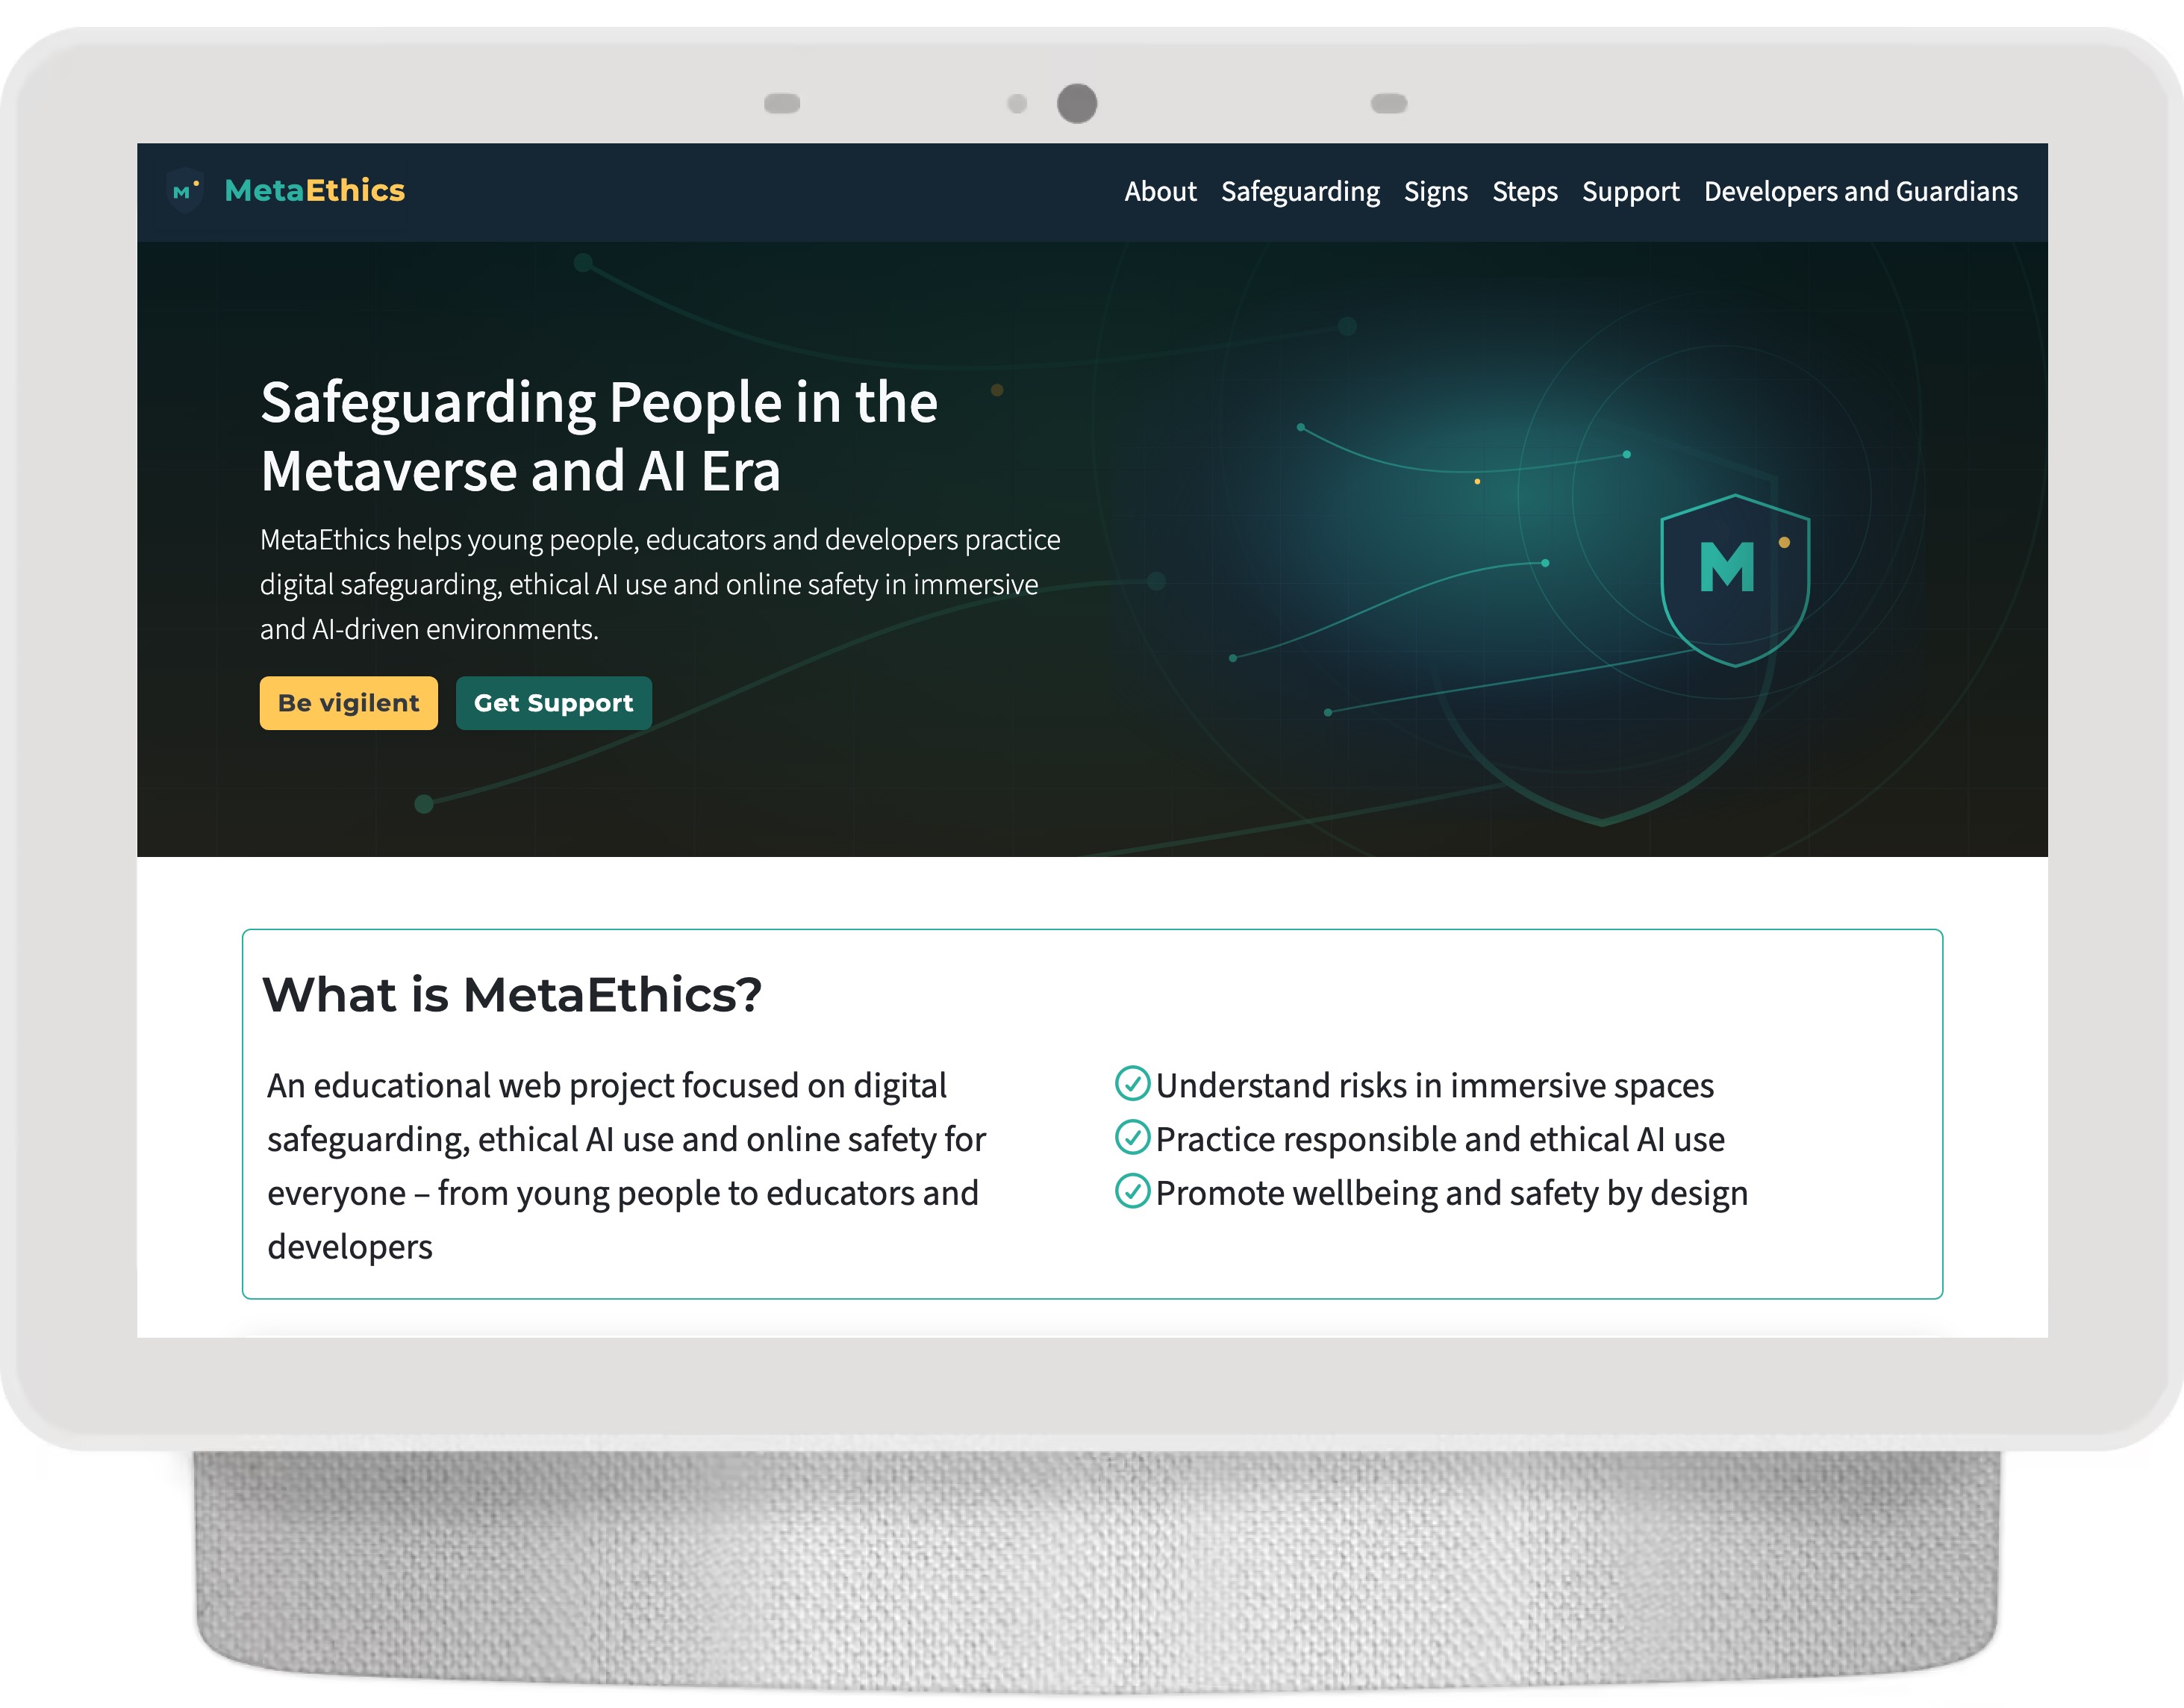 M
MetaEthics
About Safeguarding Signs Steps Support Developers and Guardians
Safeguarding People in the
Metaverse and AI Era
MetaEthics helps young people, educators and developers practice
digital safeguarding, ethical AI use and online safety in immersive
and AI-driven environments.
Be vigilent Get Support
M
What is MetaEthics?
An educational web project focused on digital
safeguarding, ethical AI use and online safety for
everyone – from young people to educators and
developers
Understand risks in immersive spaces
Practice responsible and ethical AI use
Promote wellbeing and safety by design